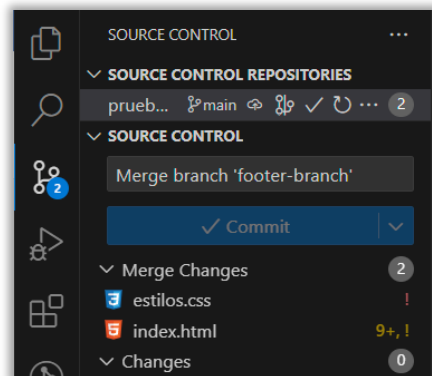 SOURCE CONTROL
SOURCE CONTROL REPOSITORIES
prueb... main 2
SOURCE CONTROL
2
Merge branch 'footer-branch'
Commit
Merge Changes 2
estilos.css !
index.html 9+, !
Changes 0